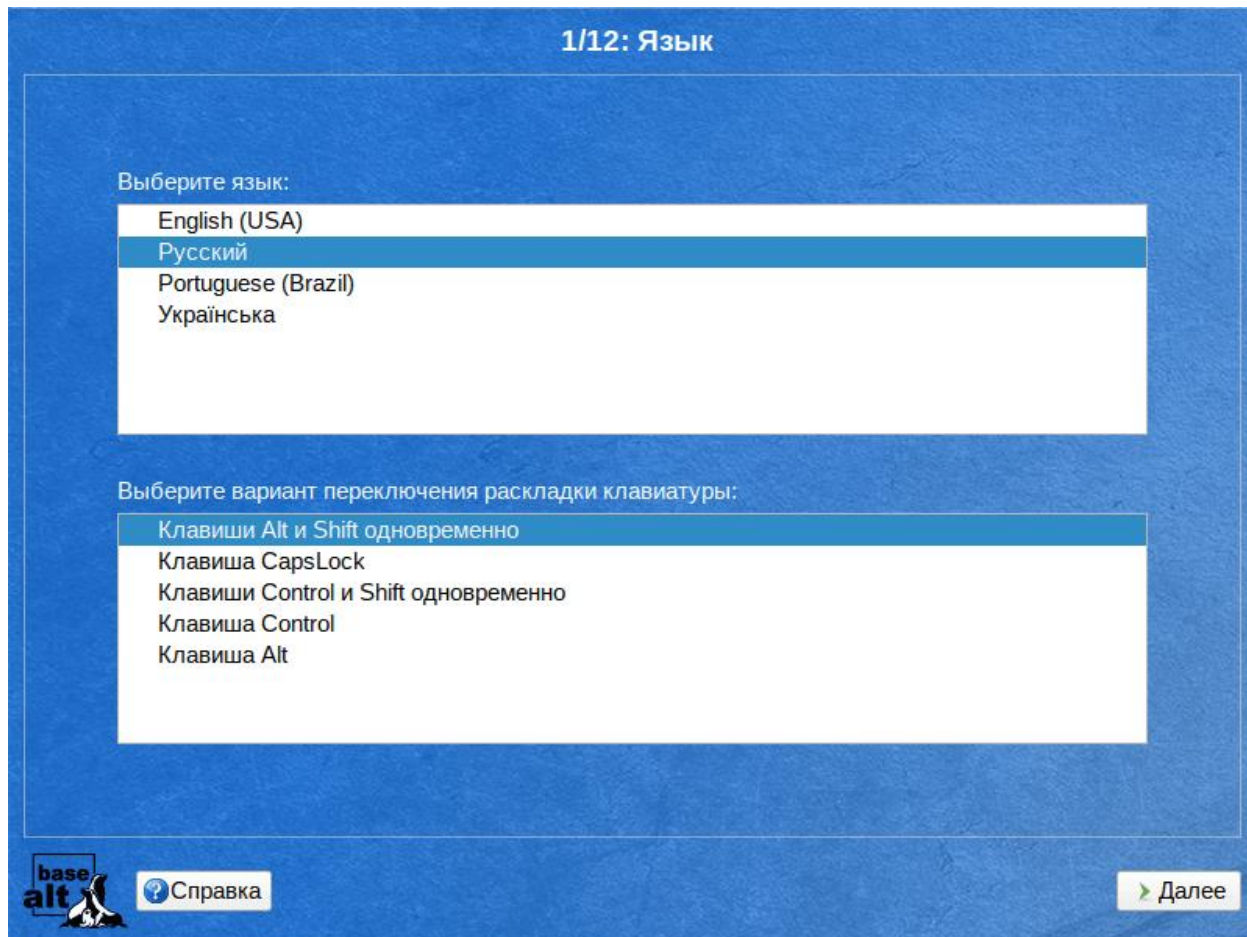 1/12: Язык
Выберите язык:
English (USA)
Русский
Portuguese (Brazil)
Українська
Выберите вариант переключения раскладки клавиатуры:
Клавиши Alt и Shift одновременно
Клавиша CapsLock
Клавиши Control и Shift одновременно
Клавиша Control
Клавиша Alt
base
alt
Справка
Далее